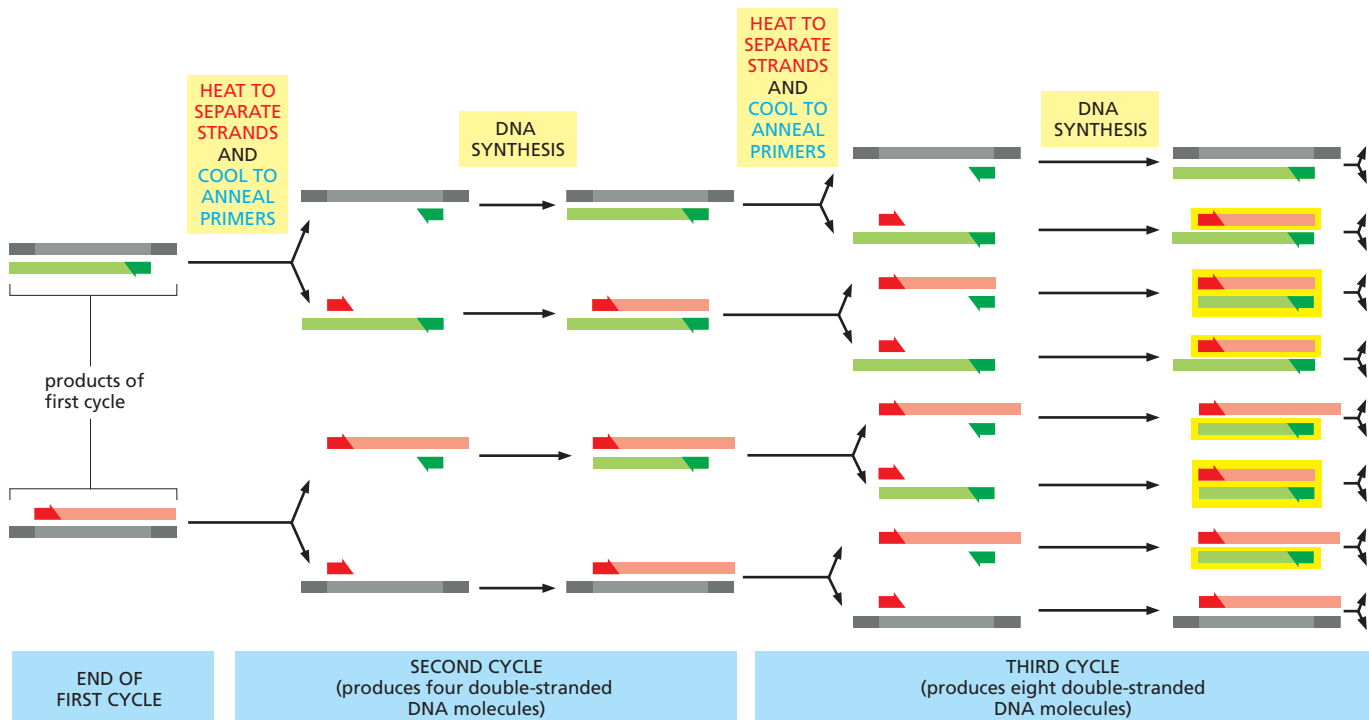 HEAT TO
SEPARATE
STRANDS
AND
COOL TO
ANNEAL
PRIMERS
DNA
SYNTHESIS
HEAT TO
SEPARATE
STRANDS
AND
COOL TO
ANNEAL
PRIMERS
DNA
SYNTHESIS
products of
first cycle
END OF
FIRST CYCLE
SECOND CYCLE
(produces four double-stranded
DNA molecules)
THIRD CYCLE
(produces eight double-stranded
DNA molecules)